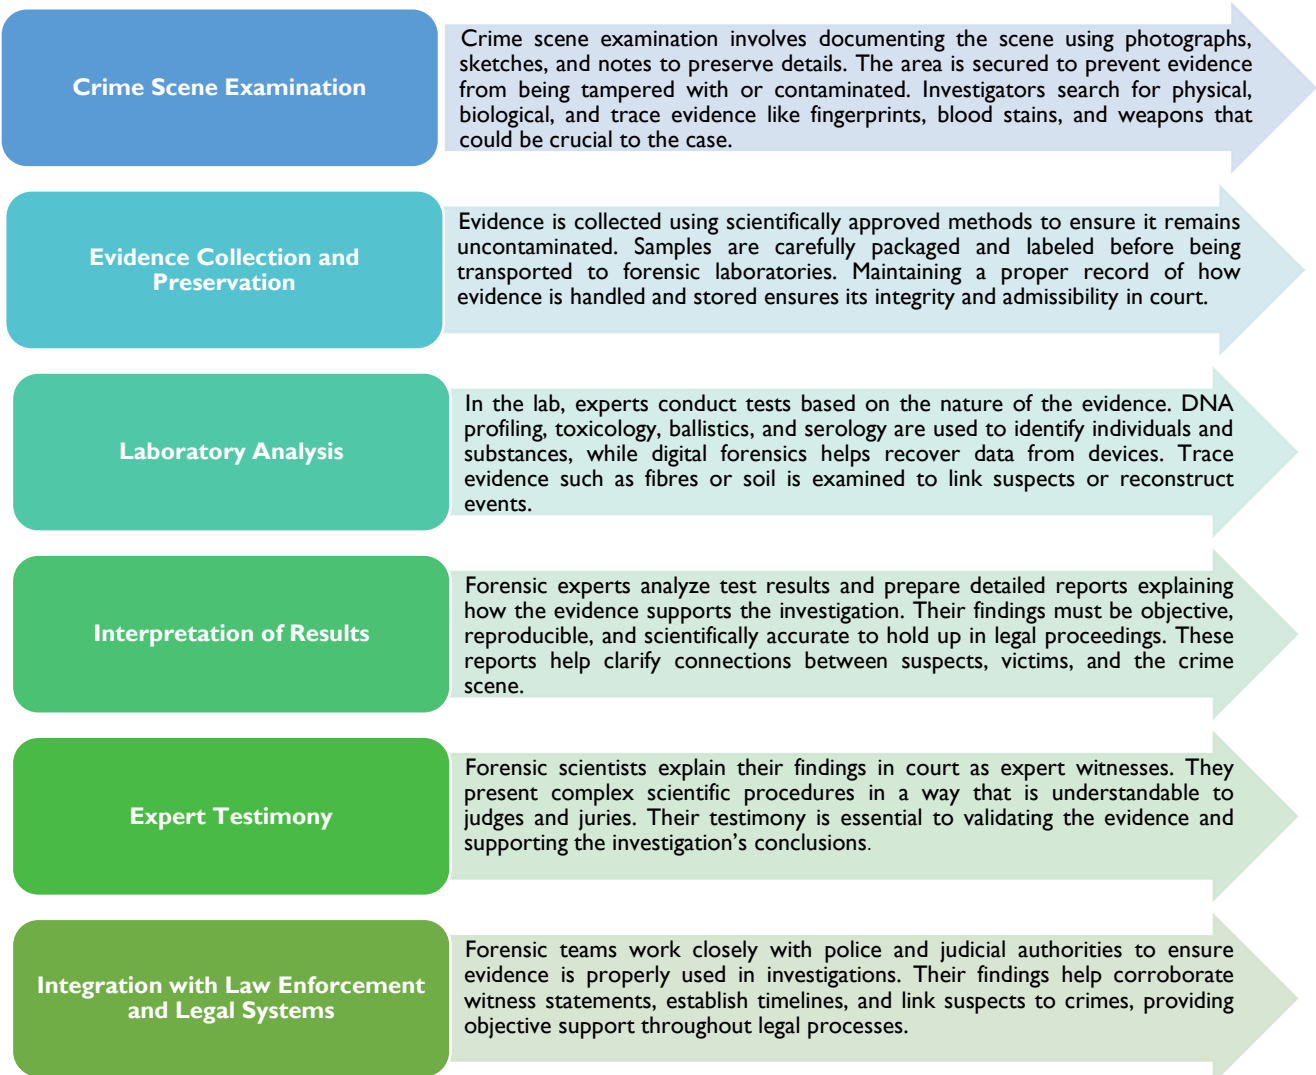 Crime Scene Examination
Crime scene examination involves documenting the scene using photographs,
sketches, and notes to preserve details. The area is secured to prevent evidence
from being tampered with or contaminated. Investigators search for physical,
biological, and trace evidence like fingerprints, blood stains, and weapons that
could be crucial to the case.
Evidence Collection and
Preservation
Evidence is collected using scientifically approved methods to ensure it remains
uncontaminated. Samples are carefully packaged and labeled before being
transported to forensic laboratories. Maintaining a proper record of how
evidence is handled and stored ensures its integrity and admissibility in court.
Laboratory Analysis
In the lab, experts conduct tests based on the nature of the evidence. DNA
profiling, toxicology, ballistics, and serology are used to identify individuals and
substances, while digital forensics helps recover data from devices. Trace
evidence such as fibres or soil is examined to link suspects or reconstruct
events.
Interpretation of Results
Forensic experts analyze test results and prepare detailed reports explaining
how the evidence supports the investigation. Their findings must be objective,
reproducible, and scientifically accurate to hold up in legal proceedings. These
reports help clarify connections between suspects, victims, and the crime
scene.
Expert Testimony
Forensic scientists explain their findings in court as expert witnesses. They
present complex scientific procedures in a way that is understandable to
judges and juries. Their testimony is essential to validating the evidence and
supporting the investigation’s conclusions.
Integration with Law Enforcement
and Legal Systems
Forensic teams work closely with police and judicial authorities to ensure
evidence is properly used in investigations. Their findings help corroborate
witness statements, establish timelines, and link suspects to crimes, providing
objective support throughout legal processes.